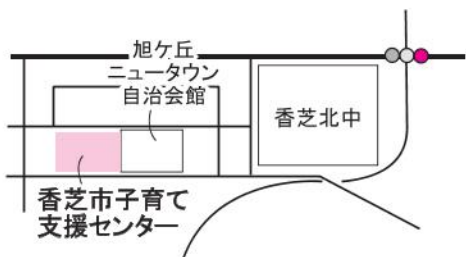 旭ケ丘
ニュータウン
自治会館
香芝北中
香芝市子育て
支援センター